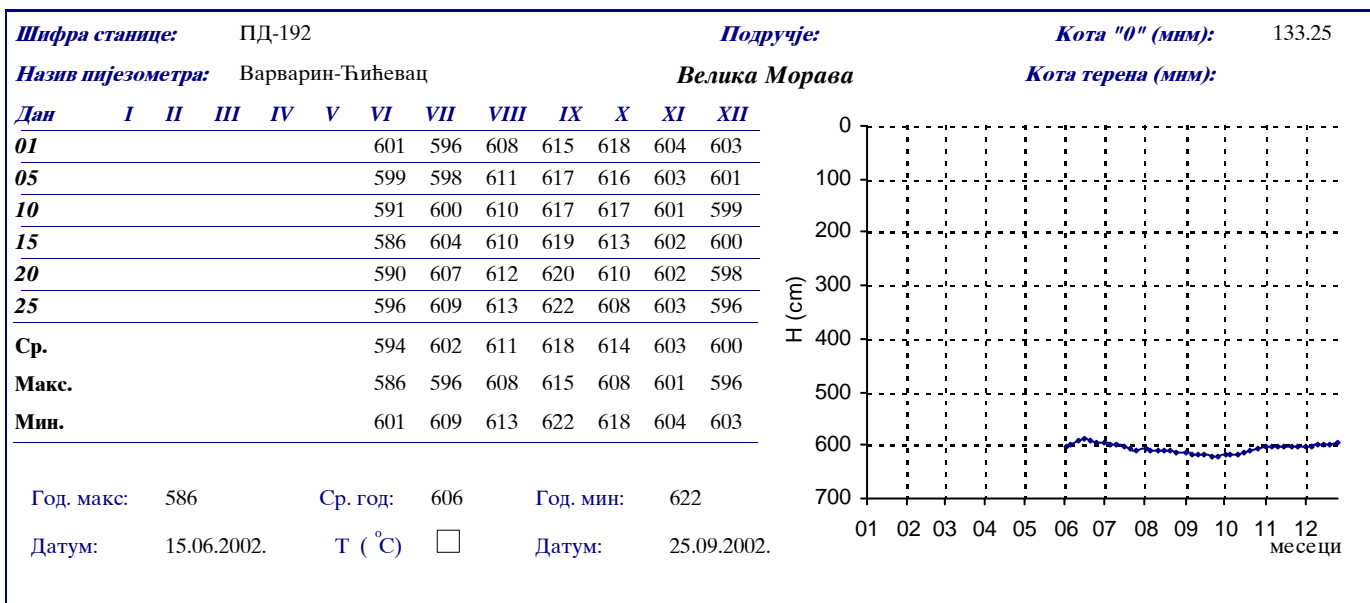 Шифра станице: ПД-192 Подручје: Кота "0" (мнм): 133.25
Назив пијезометра: Варварин-Ћићевац Велика Морава Кота терена (мнм):
Дан I II III IV V VI VII VIII IX X XI XII
01 601 596 608 615 618 604 603
05 599 598 611 617 616 603 601
10 591 600 610 617 617 601 599
15 586 604 610 619 613 602 600
20 590 607 612 620 610 602 598
25 596 609 613 622 608 603 596
Ср. 594 602 611 618 614 603 600
Макс. 586 596 608 615 608 601 596
Мин. 601 609 613 622 618 604 603
Год. макс: 586 Ср. год: 606 Год. мин: 622
Датум: 15.06.2002. Т ( °C) Датум: 25.09.2002.
H (cm)
0
100
200
300
400
500
600
700
01 02 03 04 05 06 07 08 09 10 11 12
месеци